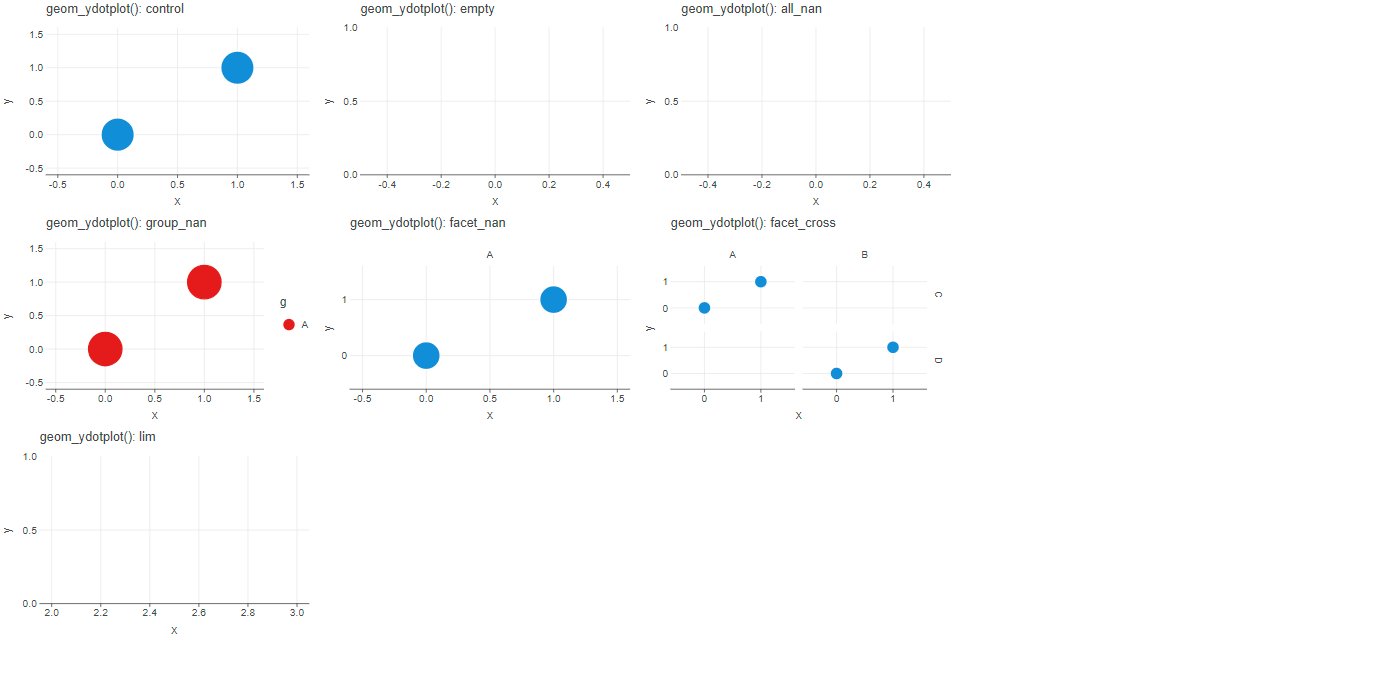 geom_ydotplot(): control
1.5
1.0
0.5
0.0
-0.5
y
-0.5 0.0 0.5 1.0 1.5
x
geom_ydotplot(): empty
1.0
0.5
0.0
y
-0.4 -0.2 0.0 0.2 0.4
x
geom_ydotplot(): all_nan
1.0
0.5
0.0
y
-0.4 -0.2 0.0 0.2 0.4
x
geom_ydotplot(): group_nan
1.5
1.0
0.5
0.0
-0.5
y
-0.5 0.0 0.5 1.0 1.5
x
g
A
geom_ydotplot(): facet_nan
A
1
0
y
-0.5 0.0 0.5 1.0 1.5
x
geom_ydotplot(): facet_cross
A B
1
0
C
y
1
0
D
0 1 0 1
x
geom_ydotplot(): lim
1.0
0.5
0.0
y
2.0 2.2 2.4 2.6 2.8 3.0
x